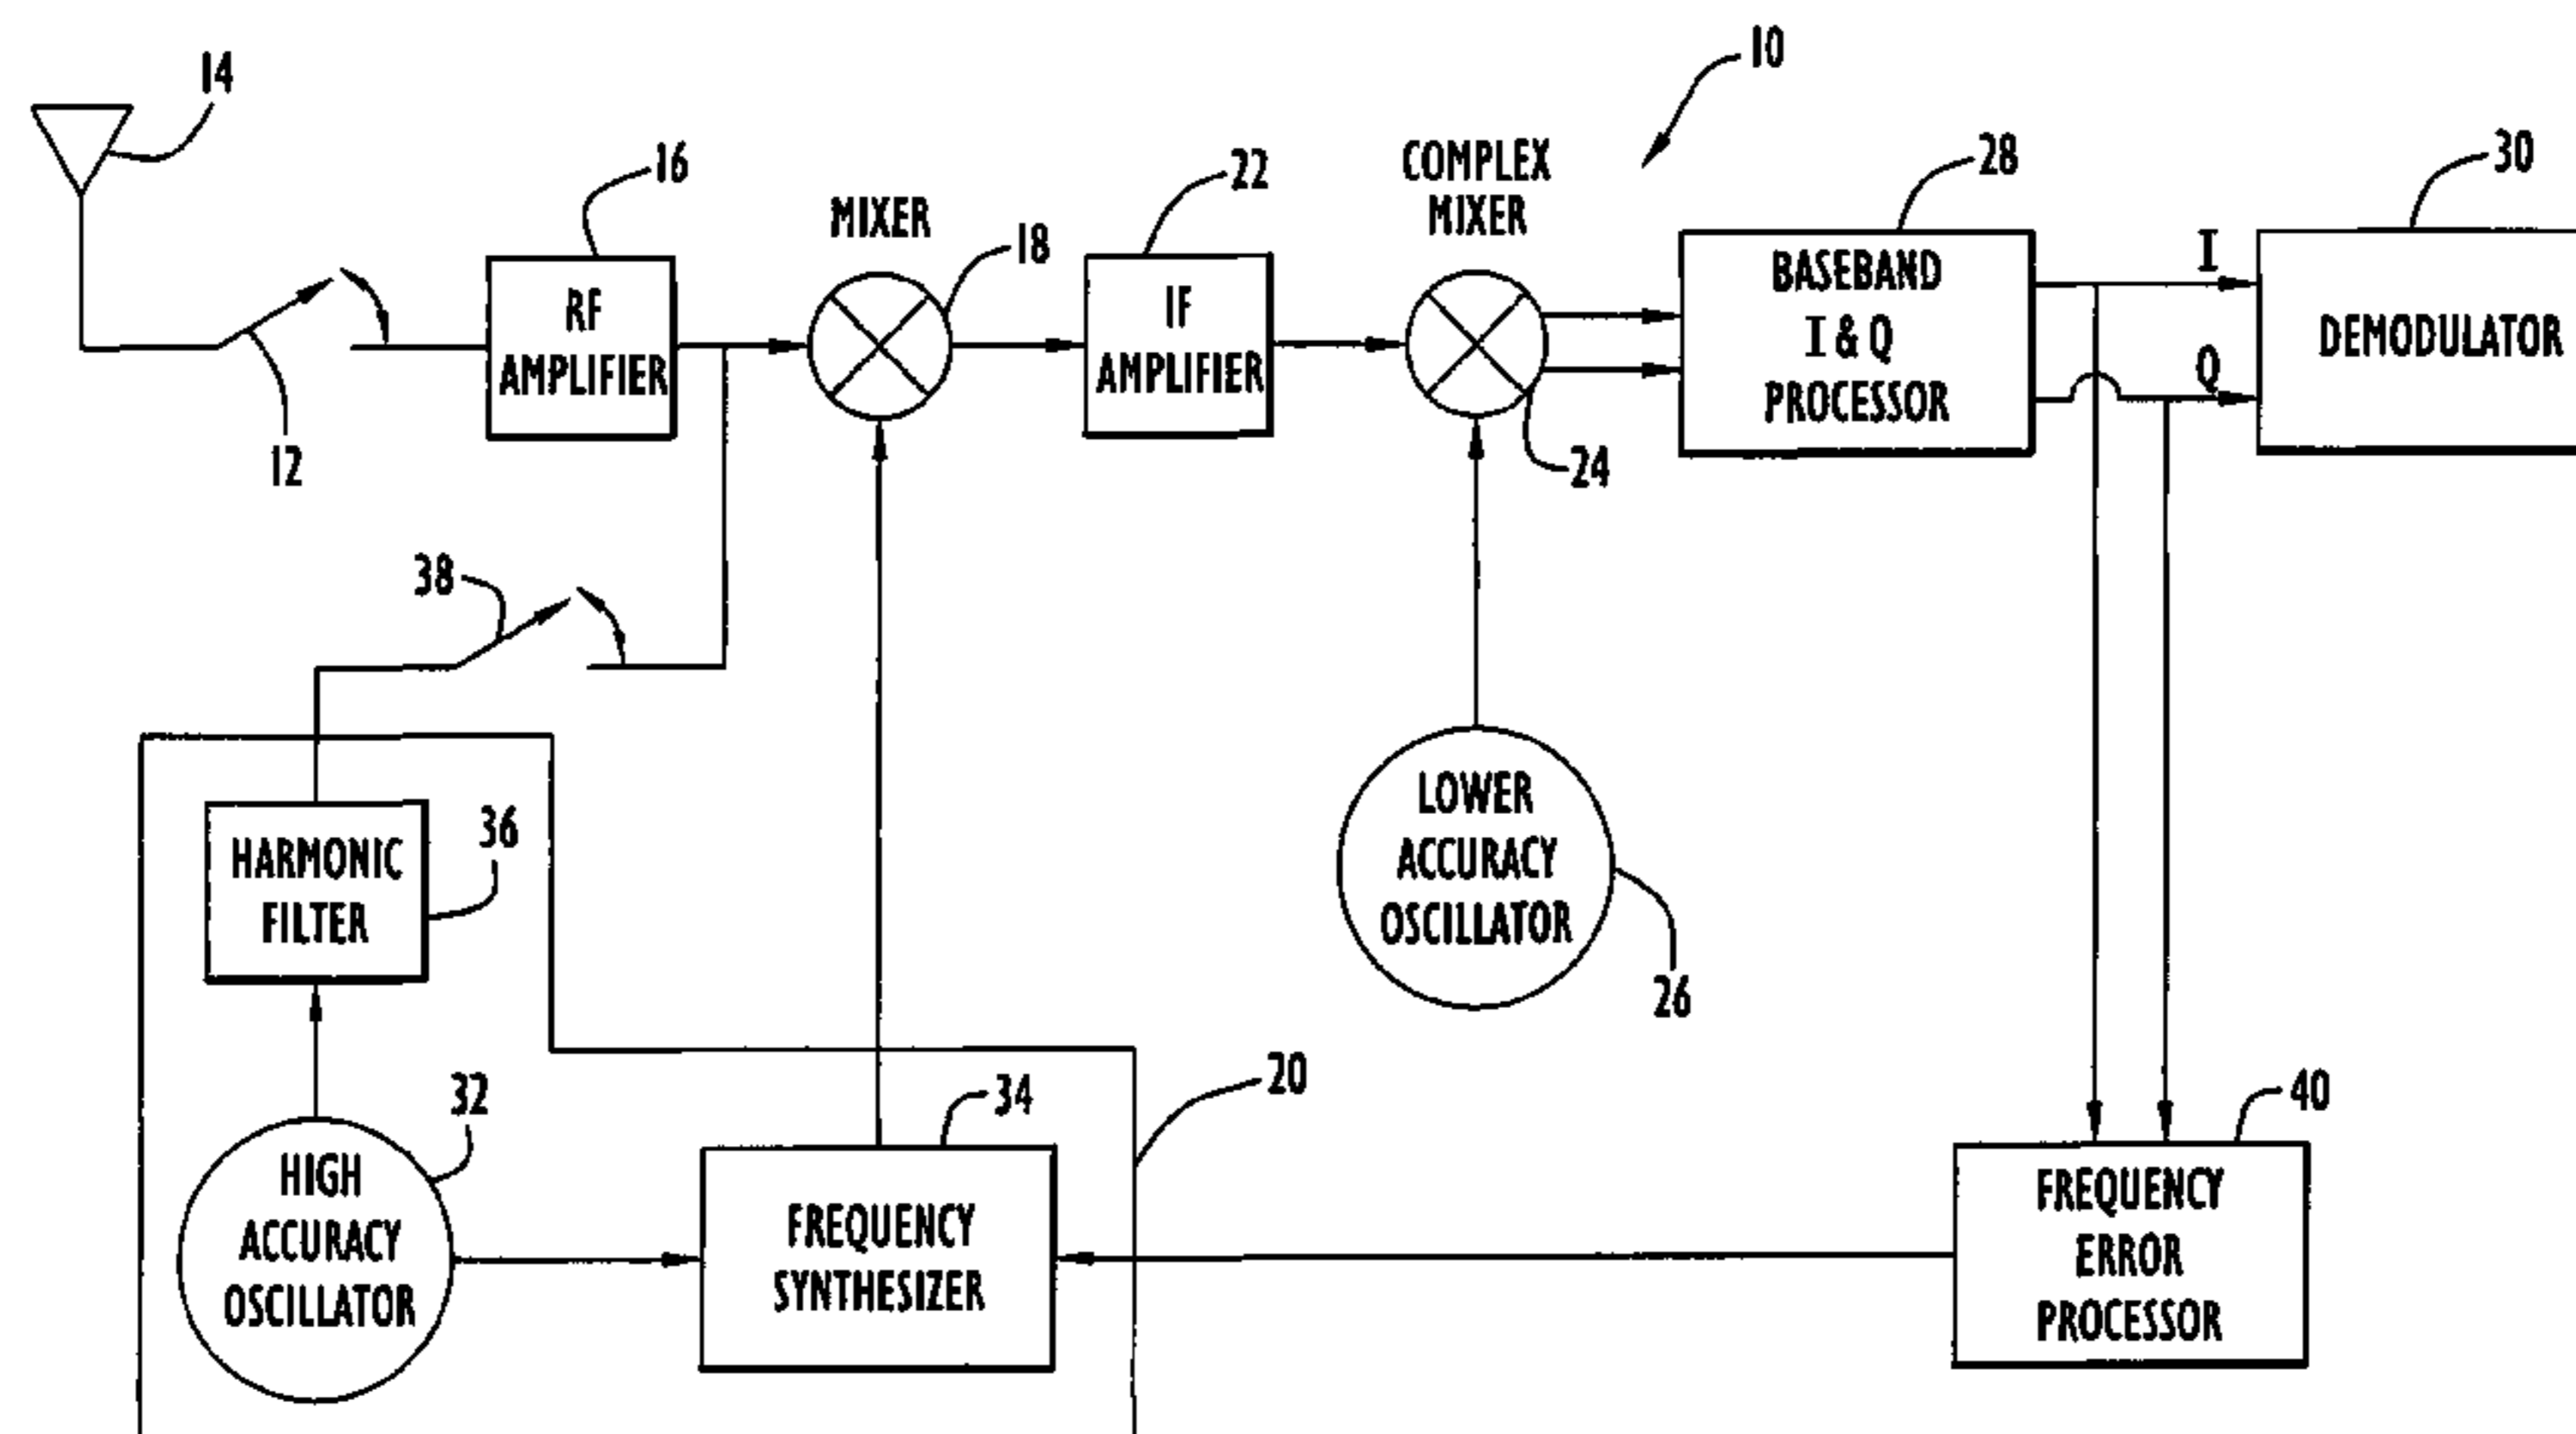 10
14
16
22
28
30
COMPLEX
MIXER
MIXER
18
RF
AMPLIFIER
IF
AMPLIFIER
BASEBAND
I & Q
PROCESSOR
I
Q
DEMODULATOR
12
24
38
LOWER
ACCURACY
OSCILLATOR
26
HARMONIC
FILTER
36
32
34
20
40
HIGH
ACCURACY
OSCILLATOR
FREQUENCY
SYNTHESIZER
FREQUENCY
ERROR
PROCESSOR